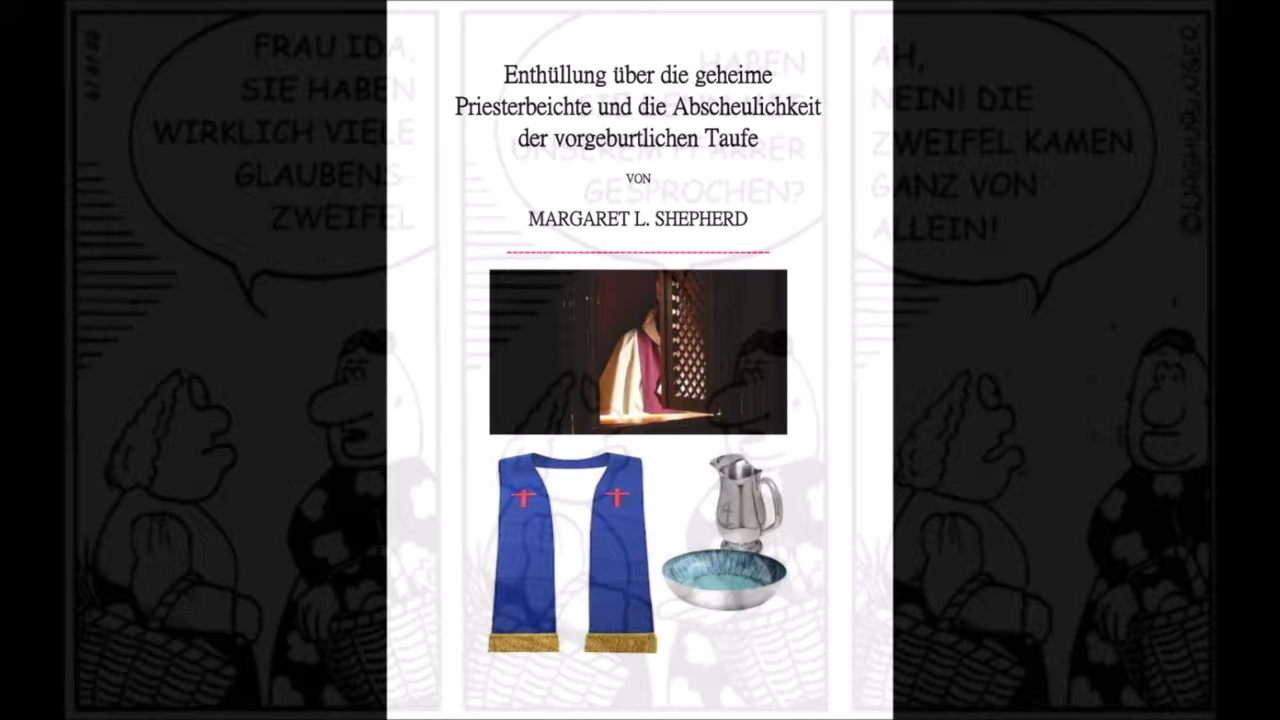 Enthüllung über die geheime
Priesterbeichte und die Abscheulichkeit
der vorgeburtlichen Taufe
VON
MARGARET L. SHEPHERD
FRAU IDA,
SIE HABEN
WIRKLICH VIELE
GLAUBENS-
ZWEIFEL
HABEN
UNSEREM PFARRER
GESPROCHEN?
ÄH,
NEIN! DIE
ZWEIFEL KAMEN
GANZ VON
ALLEIN!